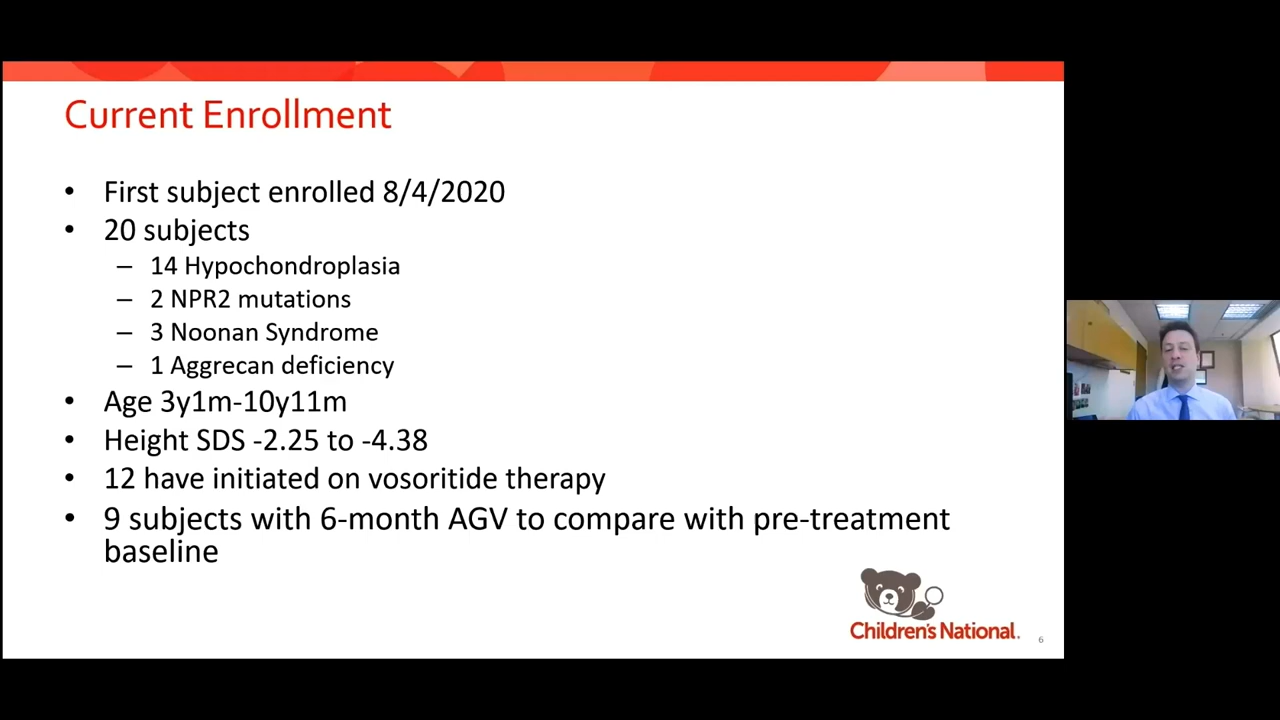 Current Enrollment
• First subject enrolled 8/4/2020
• 20 subjects
– 14 Hypochondroplasia
– 2 NPR2 mutations
– 3 Noonan Syndrome
– 1 Aggrecan deficiency
• Age 3y1m-10y11m
• Height SDS -2.25 to -4.38
• 12 have initiated on vosoritide therapy
• 9 subjects with 6-month AGV to compare with pre-treatment
baseline
Children's National.
6